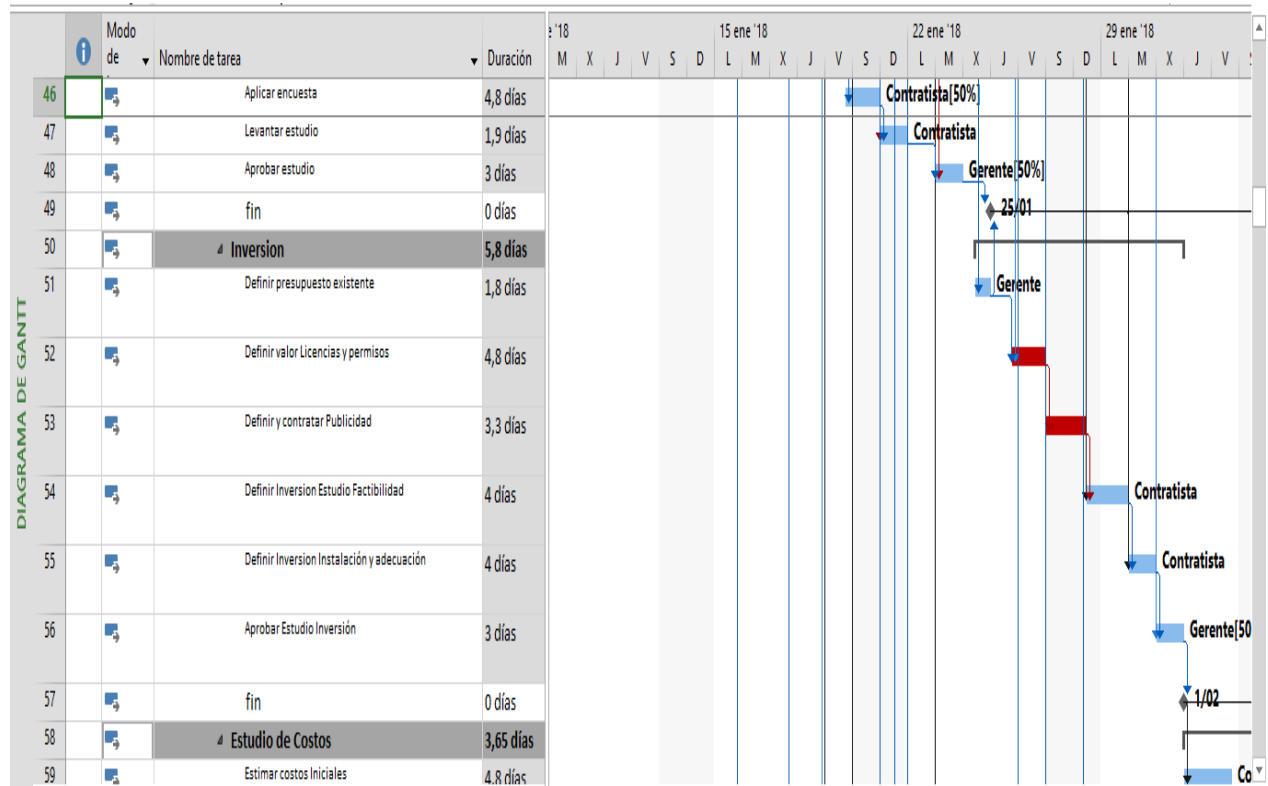 Modo
de
Nombre de tarea
Duración
'18
15 ene '18
22 ene '18
29 ene '18
M X J V S D L M X J V S D L M X J V S D L M X J V
46 Aplicar encuesta 4,8 días Contratista[50%]
47 Levantar estudio 1,9 días Contratista
48 Aprobar estudio 3 días Gerente[50%]
49 fin 0 días 25/01
50 Inversion 5,8 días
51 Definir presupuesto existente 1,8 días Gerente
52 Definir valor Licencias y permisos 4,8 días
53 Definir y contratar Publicidad 3,3 días
54 Definir Inversion Estudio Factibilidad 4 días Contratista
55 Definir Inversion Instalación y adecuación 4 días Contratista
56 Aprobar Estudio Inversión 3 días Gerente[50
57 fin 0 días 1/02
58 Estudio de Costos 3,65 días
59 Estimar costos Iniciales 4,8 días Co
DIAGRAMA DE GANTT